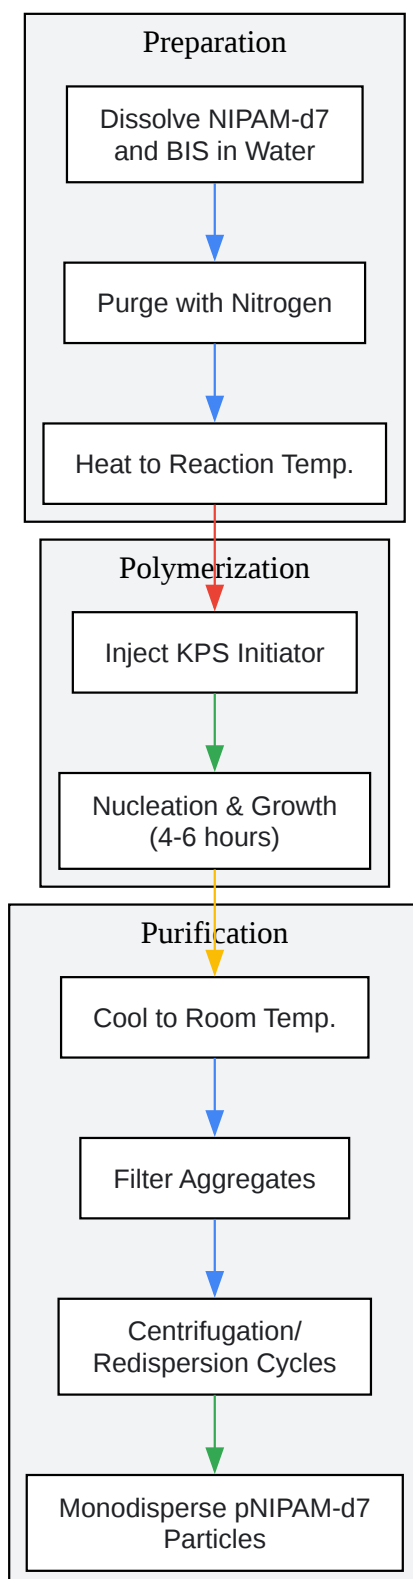 Preparation
Dissolve NIPAM-d7
and BIS in Water
Purge with Nitrogen
Heat to Reaction Temp.
Polymerization
Inject KPS Initiator
Nucleation & Growth
(4-6 hours)
Purification
Cool to Room Temp.
Filter Aggregates
Centrifugation/
Redispersion Cycles
Monodisperse pNIPAM-d7
Particles